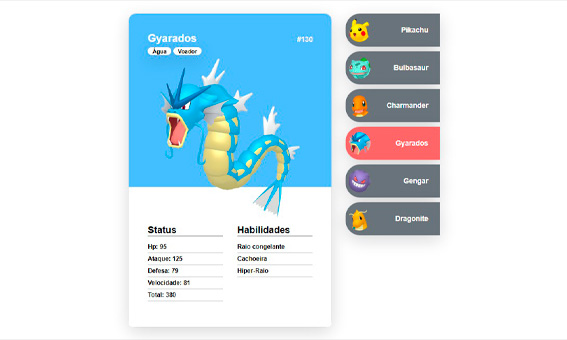 Gyarados
#130
Água Voador
Status
Hp: 95
Ataque: 125
Defesa: 79
Velocidade: 81
Total: 380
Habilidades
Raio congelante
Cachoeira
Hiper-Raio
Pikachu
Bulbasaur
Charmander
Gyarados
Gengar
Dragonite